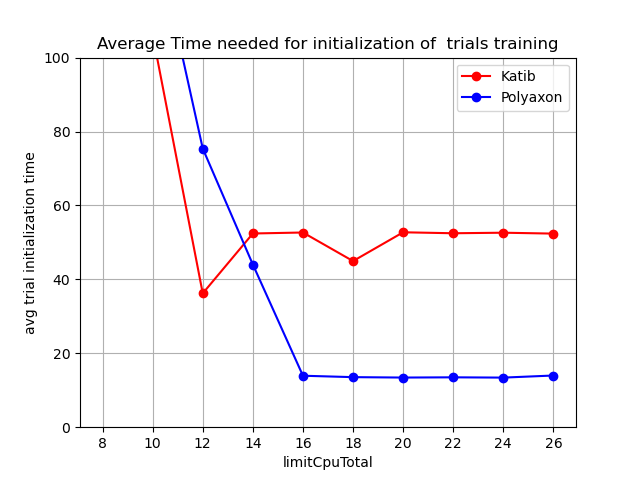 Average Time needed for initialization of  trials training
100
80
60
40
20
0
avg trial initialization time
Katib
Polyaxon
8 10 12 14 16 18 20 22 24 26
limitCpuTotal